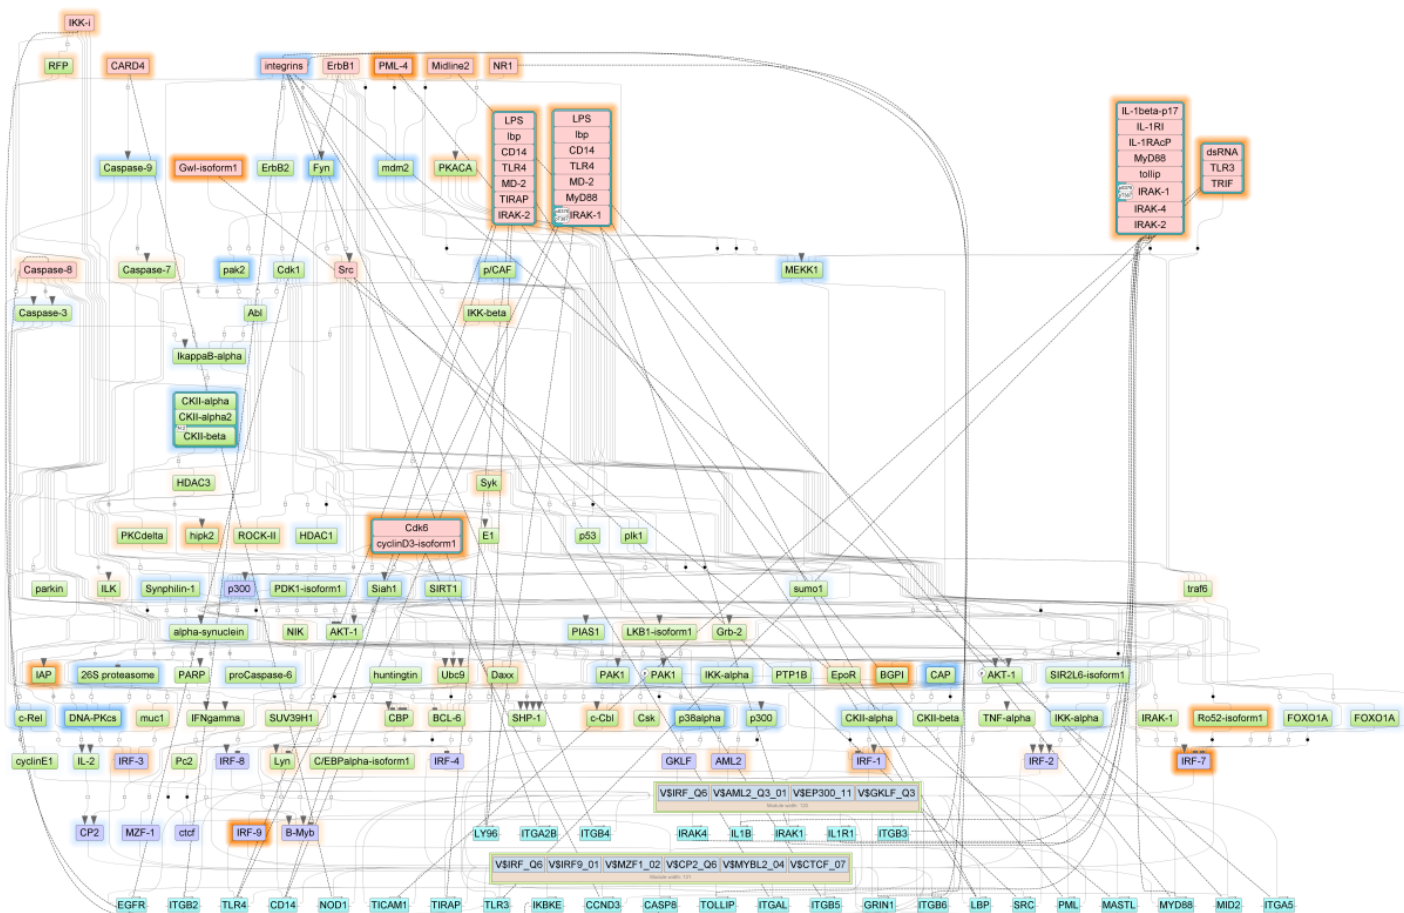 IKK-i
RFP CARD4 integrins ErbB1 PML-4 Midline2 NR1
LPS
lbp
CD14
TLR4
MD-2
TIRAP
IRAK-2
LPS
lbp
CD14
TLR4
MD-2
MyD88
IRAK-1
IL-1beta-p17
IL-1RI
IL-1RAcP
MyD88
tollip
IRAK-1
IRAK-4
IRAK-2
dsRNA
TLR3
TRIF
Caspase-9 Gwl-isoform1 ErbB2 Fyn mdm2 PKACA
Caspase-8 Caspase-7 pak2 Cdk1 Src p/CAF MEKK1
Caspase-3 Abl IKK-beta
IkappaB-alpha
CKII-alpha
CKII-alpha2
CKII-beta
HDAC3 Syk
PKCdelta hipk2 ROCK-II HDAC1 E1 p53 plk1
Cdk6
cyclinD3-isoform1
parkin ILK Synphilin-1 p300 PDK1-isoform1 Siah1 SIRT1 sumo1 traf6
alpha-synuclein NIK AKT-1 PIAS1 LKB1-isoform1 Grb-2
IAP 26S proteasome PARP proCaspase-6 huntingtin Ubc9 Daxx PAK1 PAK1 IKK-alpha PTP1B EpoR BGPI CAP AKT-1 SIR2L6-isoform1
c-Rel DNA-PKcs muc1 IFNgamma SUV39H1 CBP BCL-6 SHP-1 c-Cbl Csk p38alpha p300 CKII-alpha CKII-beta TNF-alpha IKK-alpha IRAK-1 Ro52-isoform1 FOXO1A FOXO1A
cyclinE1 IL-2 IRF-3 Pc2 IRF-8 Lyn C/EBPalpha-isoform1 IRF-4 GKLF AML2 IRF-1 IRF-2 IRF-7
V$IRF_Q6 V$AML2_Q3_01 V$EP300_11 V$GKLF_Q3
CP2 MZF-1 ctcf IRF-9 B-Myb LY96 ITGA2B ITGB4 IRAK4 IL1B IRAK1 IL1R1 ITGB3
V$IRF_Q6 V$IRF9_01 V$MZF1_02 V$CP2_Q6 V$MYBL2_04 V$CTCF_07
EGFR ITGB2 TLR4 CD14 NOD1 TICAM1 TIRAP TLR3 IKBKE CCND3 CASP8 TOLLIP ITGAL ITGB5 GRIN1 ITGB6 LBP SRC PML MASTL MYD88 MID2 ITGA5